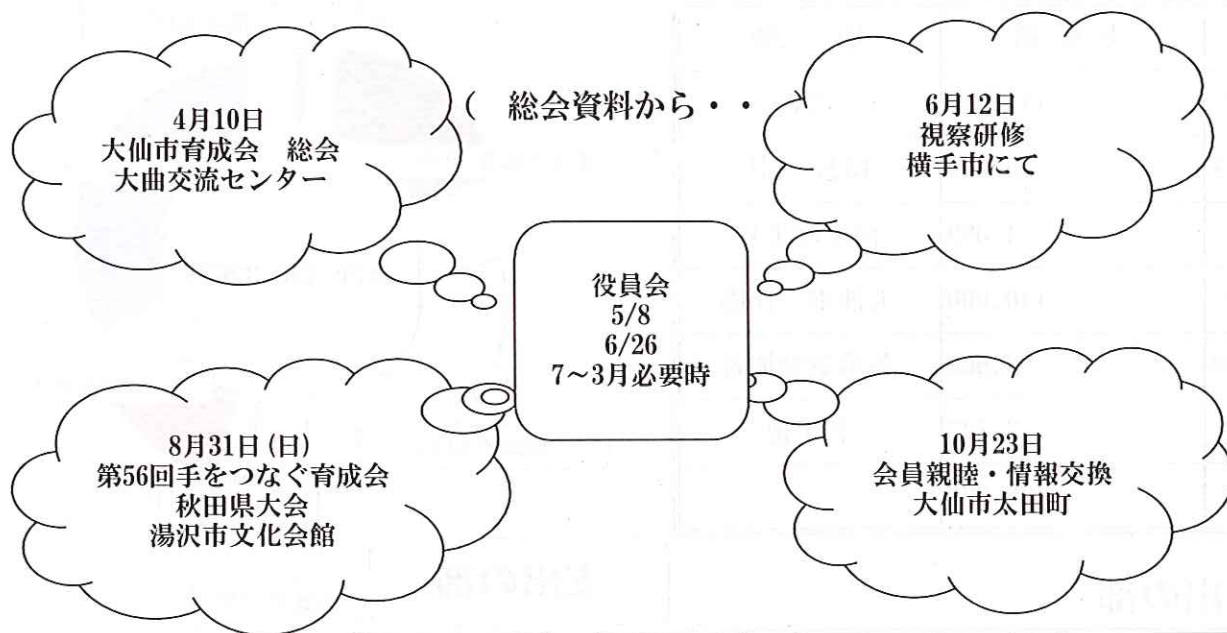 ( 総会資料から・・
4月10日
大仙市育成会 総会
大曲交流センター
6月12日
視察研修
横手市にて
役員会
5/8
6/26
7～3月必要時
8月31日(日)
第56回手をつなぐ育成会
秋田県大会
湯沢市文化会館
10月23日
会員親睦・情報交換
大仙市太田町